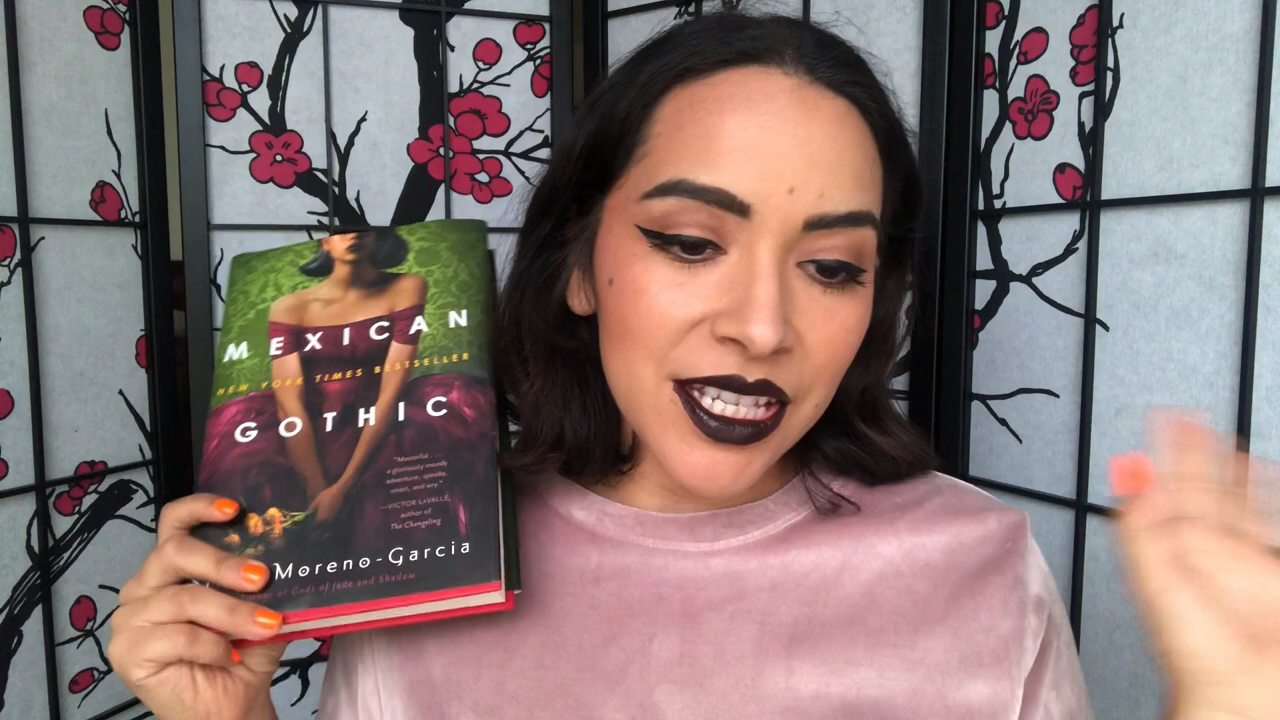 MEXICAN
NEW YORK TIMES BESTSELLER
GOTHIC
"Masterful . . .
a gloriously moody
adventure, spooky,
smart, and wry."
—VICTOR LaVALLE,
author of
The Changeling
Moreno-Garcia
of Gods of Jade and Shadow